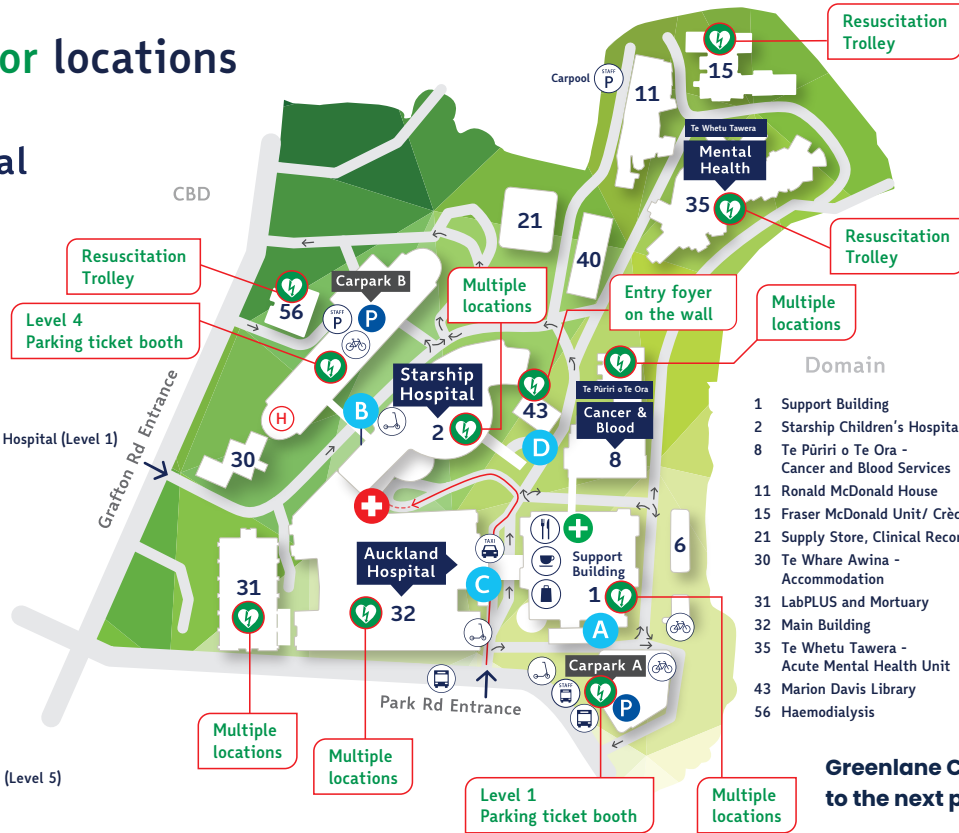 or locations
al
CBD
Resuscitation
Trolley
Carpool
STAFF
P
11
15
Te Whetu Tawera
Mental
Health
35
Resuscitation
Trolley
21
40
Resuscitation
Trolley
56
Carpark B
STAFF
P
P
Multiple
locations
Entry foyer
on the wall
Multiple
locations
Level 4
Parking ticket booth
Starship
Hospital
2
B
43
D
Te Pūriri o Te Ora
Cancer &
Blood
8
H
30
Hospital (Level 1)
Grafton Rd Entrance
Auckland
Hospital
TAXI
C
Support
Building
1
A
6
31
32
Carpark A
STAFF
P
Park Rd Entrance
Multiple
locations
Multiple
locations
Level 1
Parking ticket booth
Multiple
locations
(Level 5)
Domain
1 Support Building
2 Starship Children's Hospita
8 Te Pūriri o Te Ora -
Cancer and Blood Services
11 Ronald McDonald House
15 Fraser McDonald Unit/ Crèc
21 Supply Store, Clinical Recor
30 Te Whare Awina -
Accommodation
31 LabPLUS and Mortuary
32 Main Building
35 Te Whetu Tawera -
Acute Mental Health Unit
43 Marion Davis Library
56 Haemodialysis
Greenlane C
to the next p